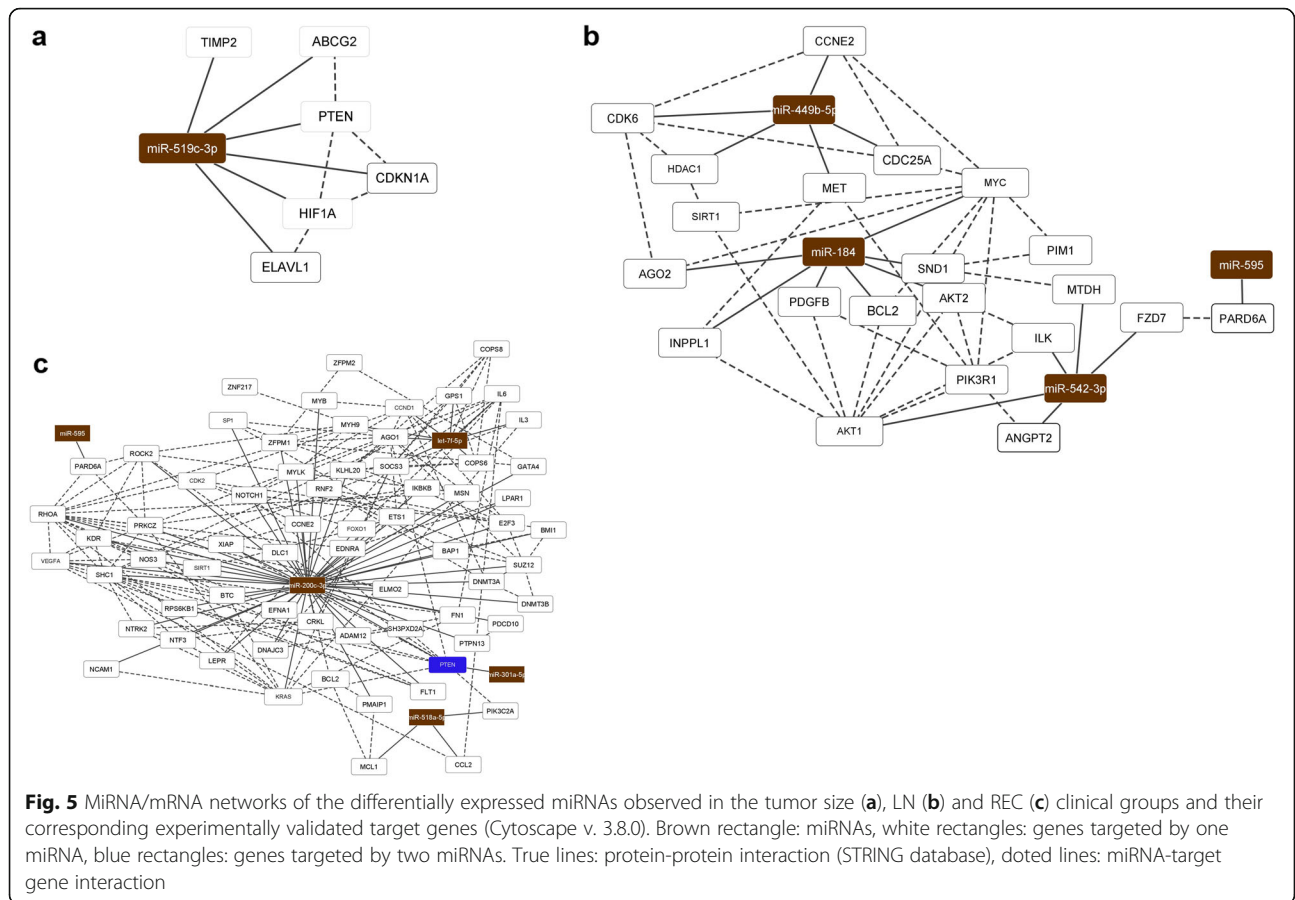 a
TIMP2
ABCG2
PTEN
miR-519c-3p
CDKN1A
HIF1A
ELAVL1
b
CCNE2
miR-449b-5p
CDK6
CDC25A
HDAC1
MET
MYC
SIRT1
miR-184
PIM1
AGO2
SND1
miR-595
MTDH
PDGFB
AKT2
BCL2
FZD7
PARD6A
INPPL1
ILK
PIK3R1
miR-542-3p
AKT1
ANGPT2
c
COPS8
ZFPM2
ZNF217
GPS1
IL6
MYB
CCND1
SP1
MYH9
IL3
miR-595
AGO1
let-7f-5p
ZFPM1
ROCK2
PARD6A
SOCS3
COPS6
GATA4
MYLK
KLHL20
CDK2
RNF2
IKBKB
MSN
NOTCH1
LPAR1
RHOA
PRKCZ
CCNE2
FOXO1
ETS1
E2F3
BMI1
KDR
XIAP
DLC1
EDNRA
BAP1
VEGFA
NOS3
SIRT1
SUZ12
SHC1
miR-200c-3p
DNMT3A
BTC
ELMO2
RPS6KB1
EFNA1
DNMT3B
FN1
NTRK2
CRKL
PDCD10
ADAM12
SH3PXD2A
NTF3
PTPN13
DNAJC3
LEPR
NCAM1
PTEN
miR-301a-5p
BCL2
KRAS
FLT1
PMAIP1
PIK3C2A
miR-518a-5p
MCL1
CCL2
Fig. 5 MiRNA/mRNA networks of the differentially expressed miRNAs observed in the tumor size (a), LN (b) and REC (c) clinical groups and their
corresponding experimentally validated target genes (Cytoscape v. 3.8.0). Brown rectangle: miRNAs, white rectangles: genes targeted by one
miRNA, blue rectangles: genes targeted by two miRNAs. True lines: protein-protein interaction (STRING database), doted lines: miRNA-target
gene interaction